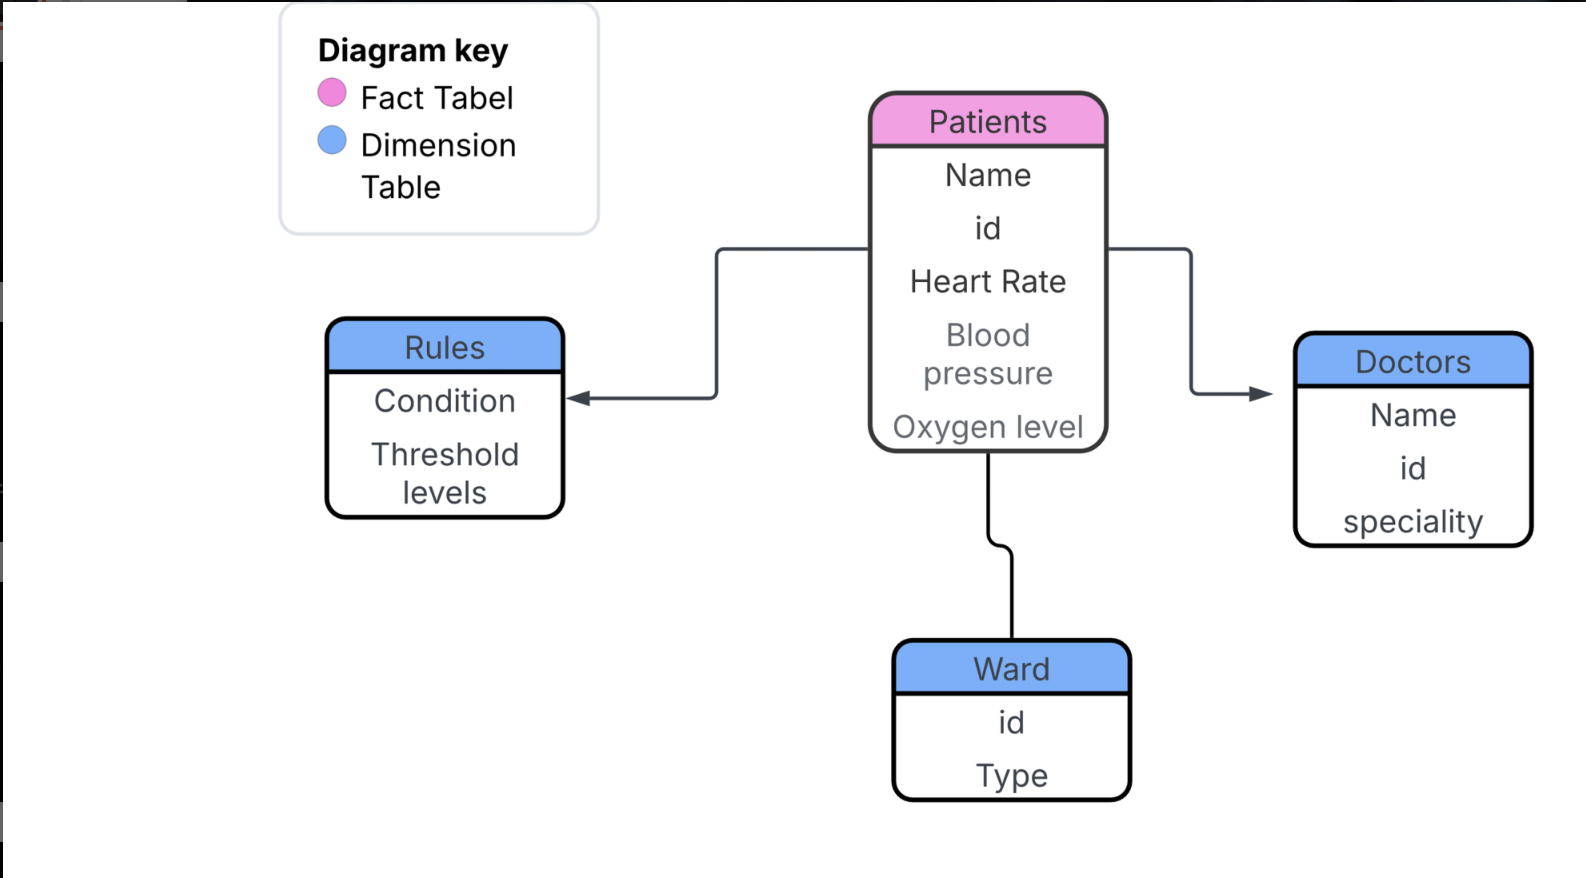 Diagram key
Fact Tabel
Dimension
Table
Patients
Name
id
Heart Rate
Blood
pressure
Oxygen level
Rules
Condition
Threshold
levels
Doctors
Name
id
speciality
Ward
id
Type